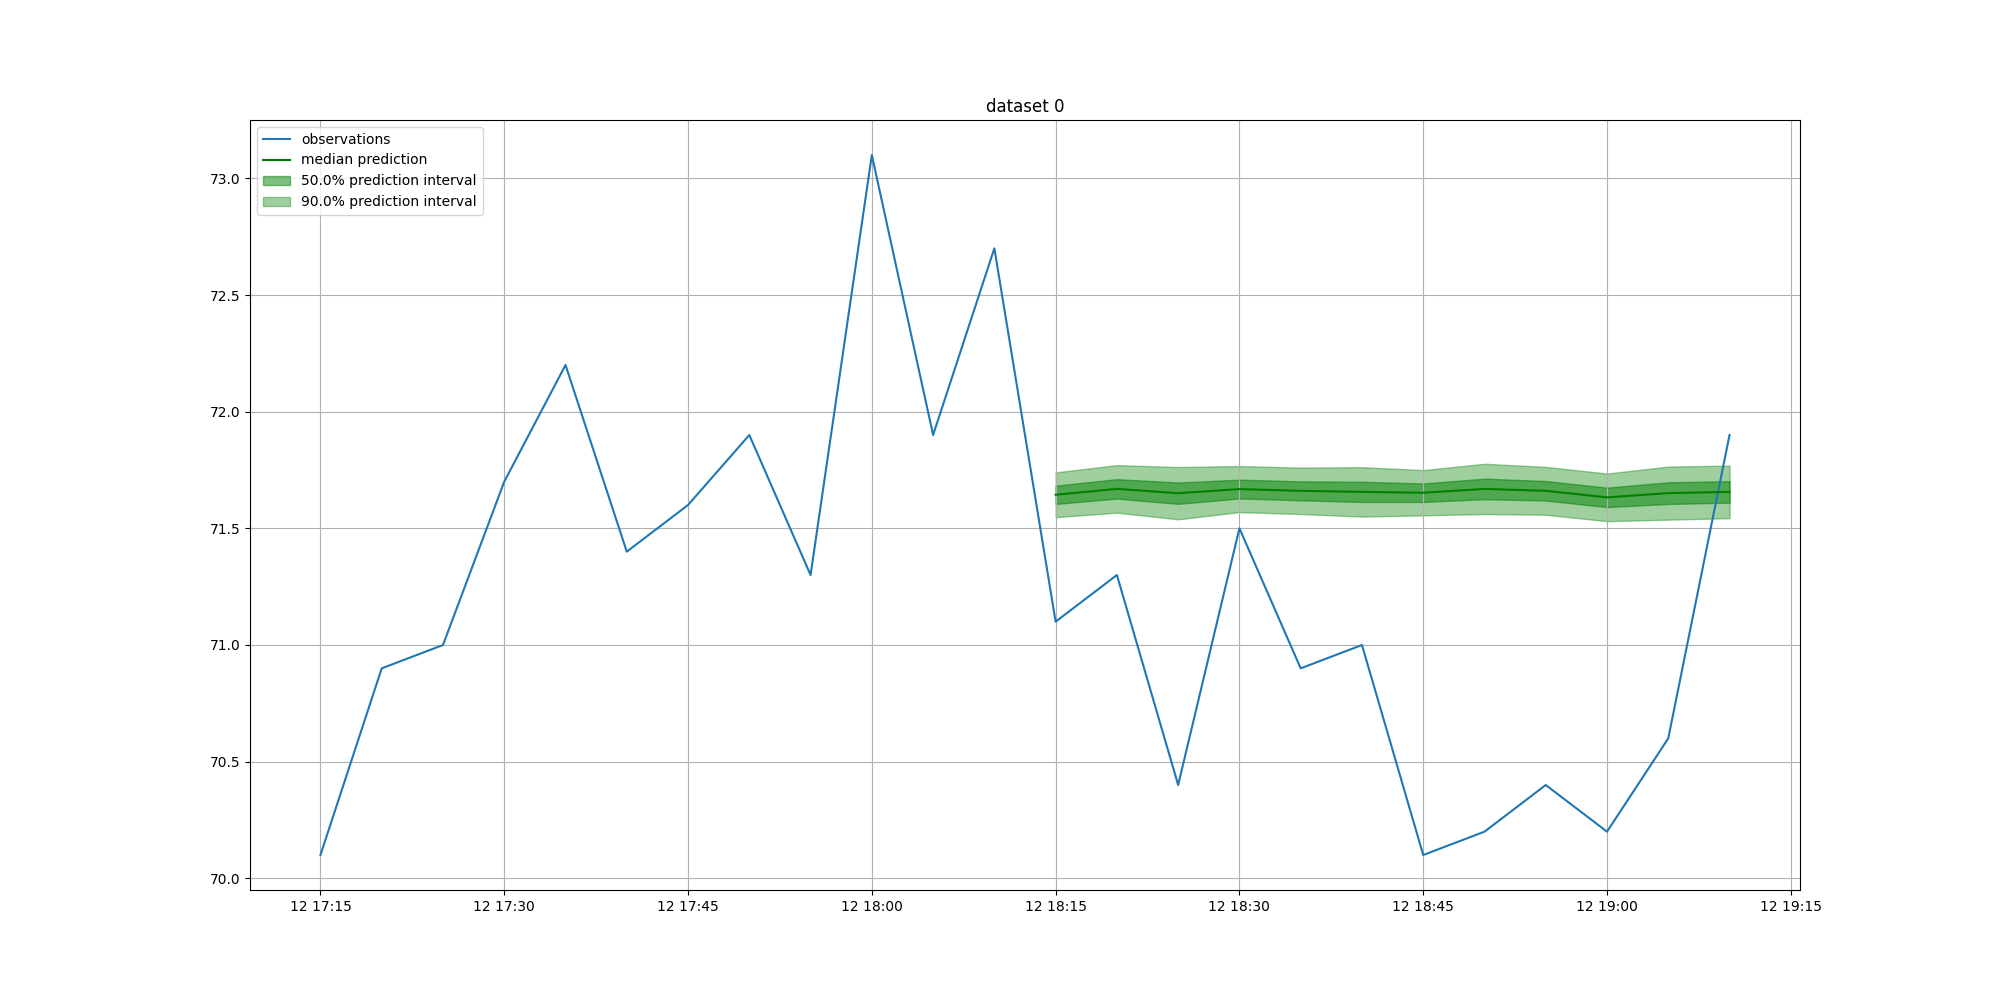 dataset 0
observations
median prediction
50.0% prediction interval
90.0% prediction interval
73.0
72.5
72.0
71.5
71.0
70.5
70.0
12 17:15 12 17:30 12 17:45 12 18:00 12 18:15 12 18:30 12 18:45 12 19:00 12 19:15